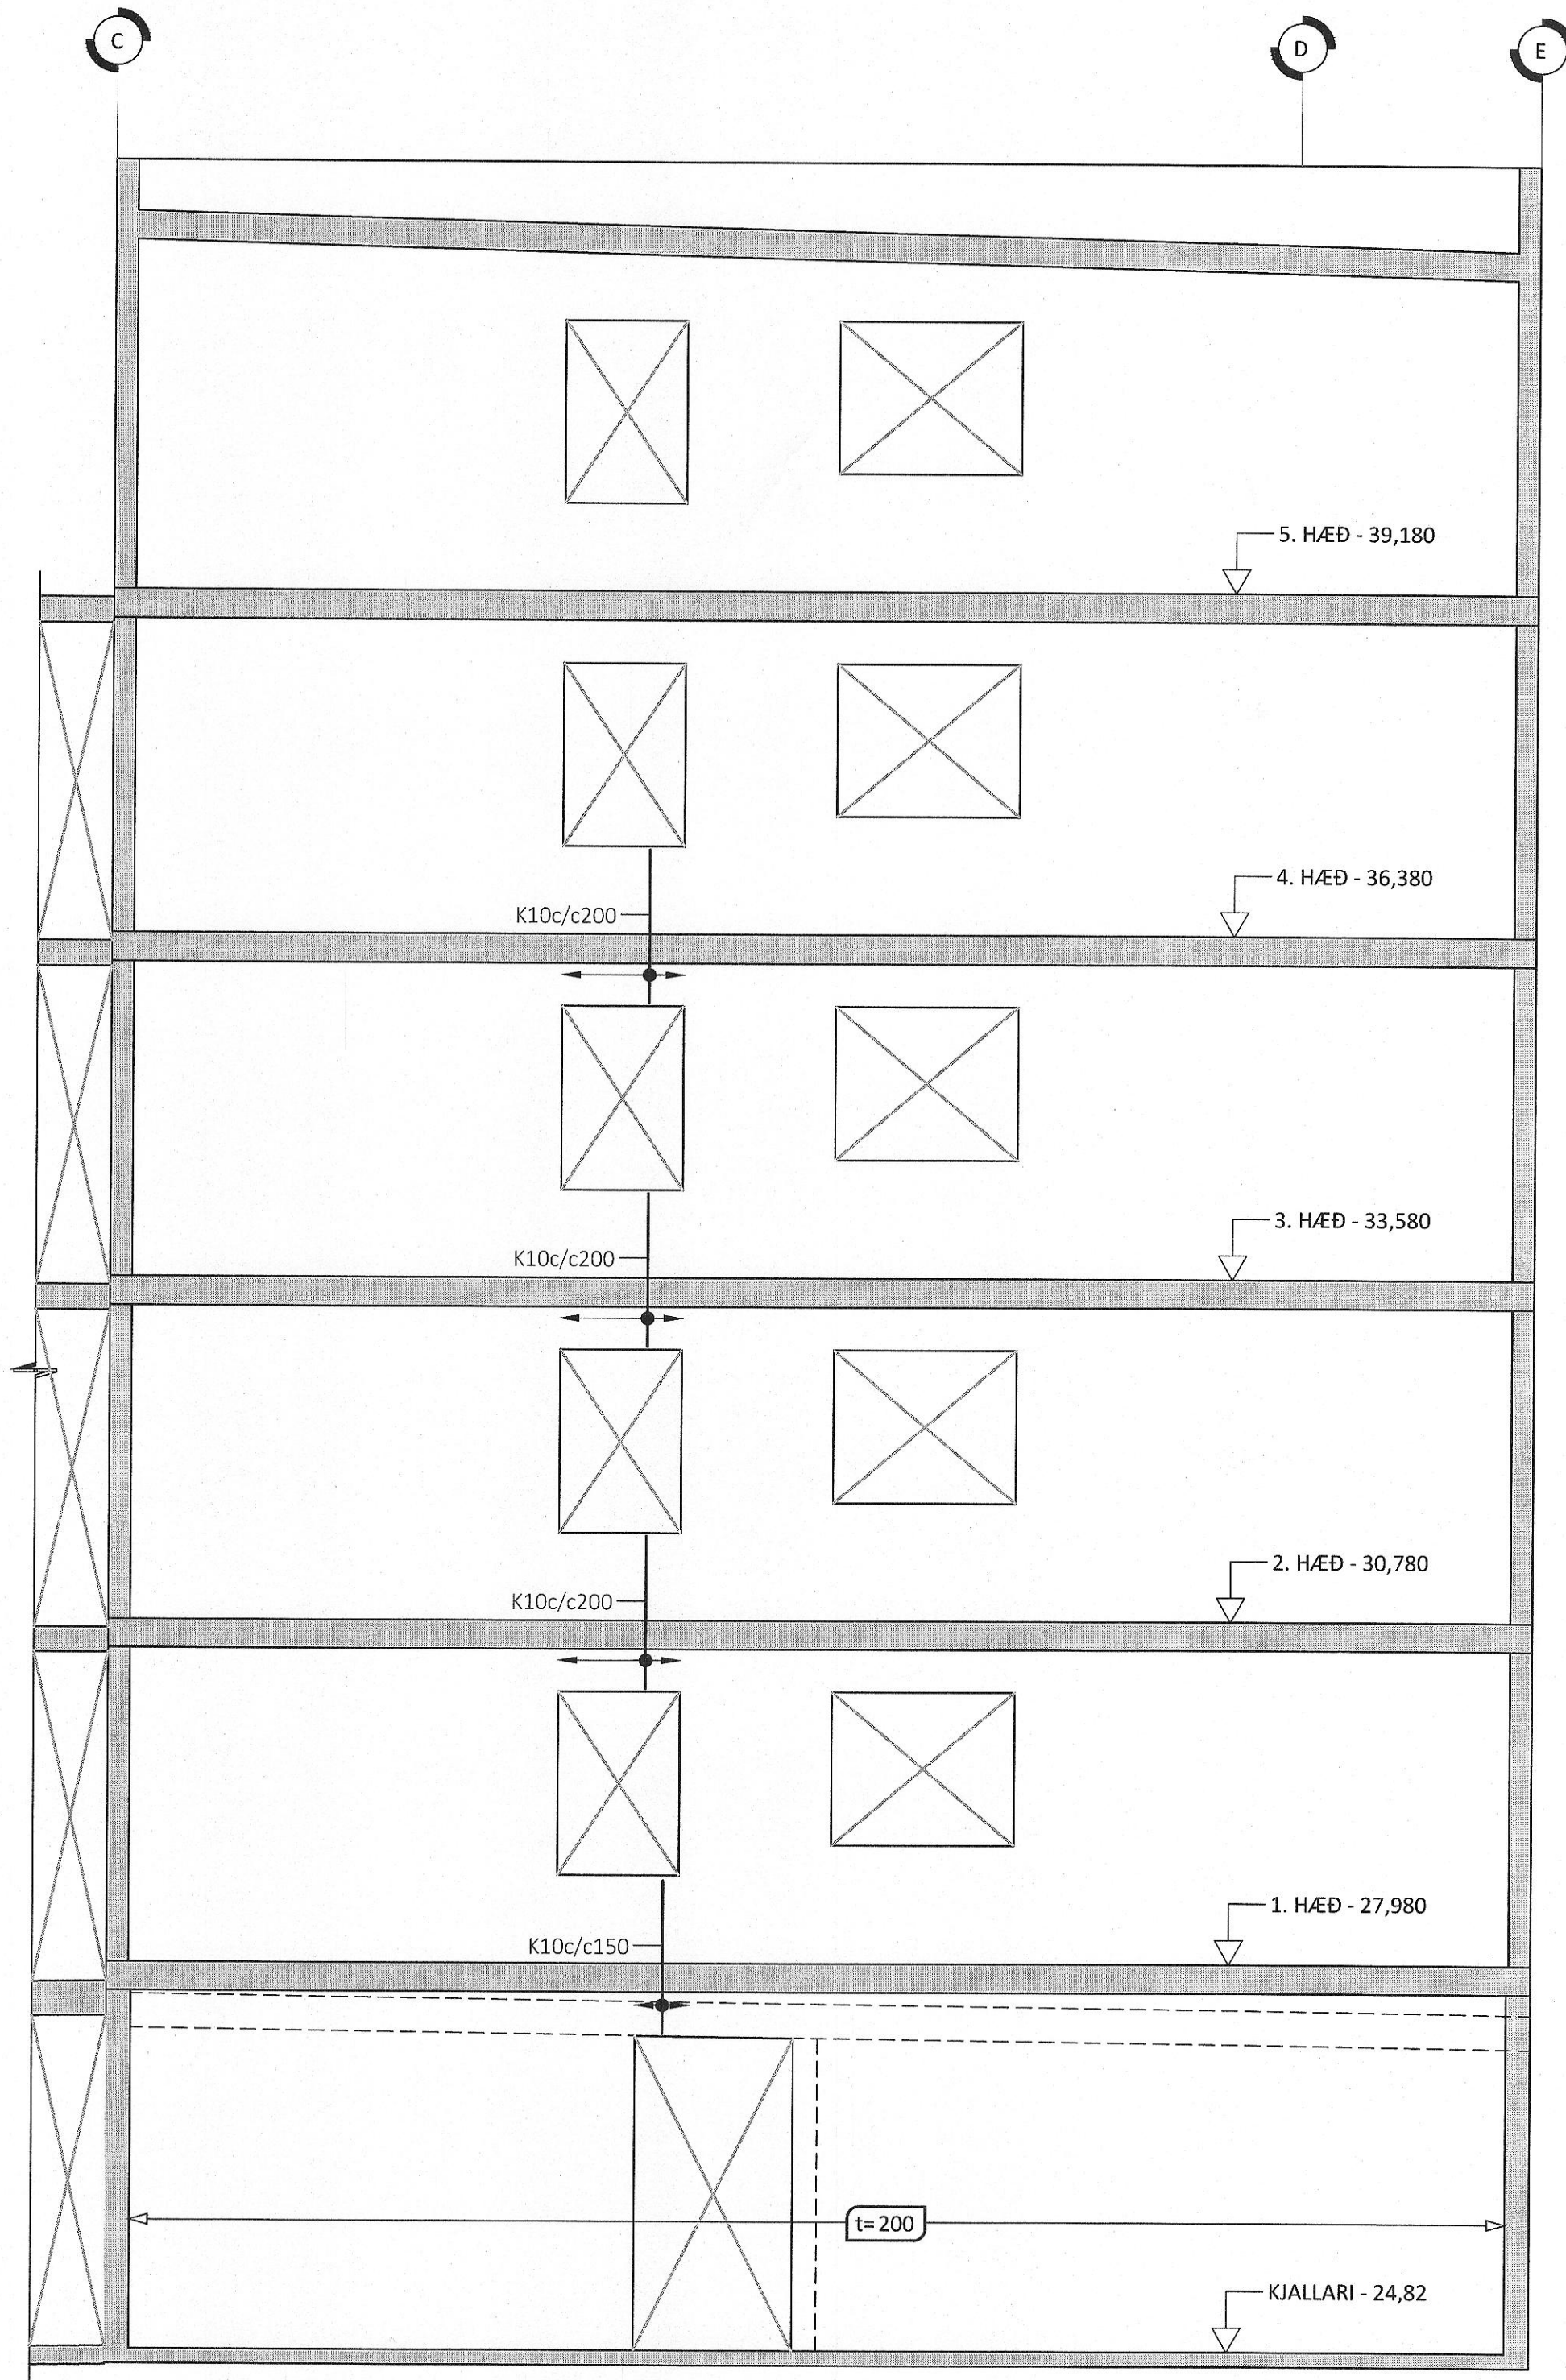 C
D
E
5. HÆÐ - 39,180
4. HÆÐ - 36,380
K10c/c200
3. HÆÐ - 33,580
K10c/c200
2. HÆÐ - 30,780
K10c/c200
1. HÆÐ - 27,980
K10c/c150
t=200
KJALLARI - 24,82